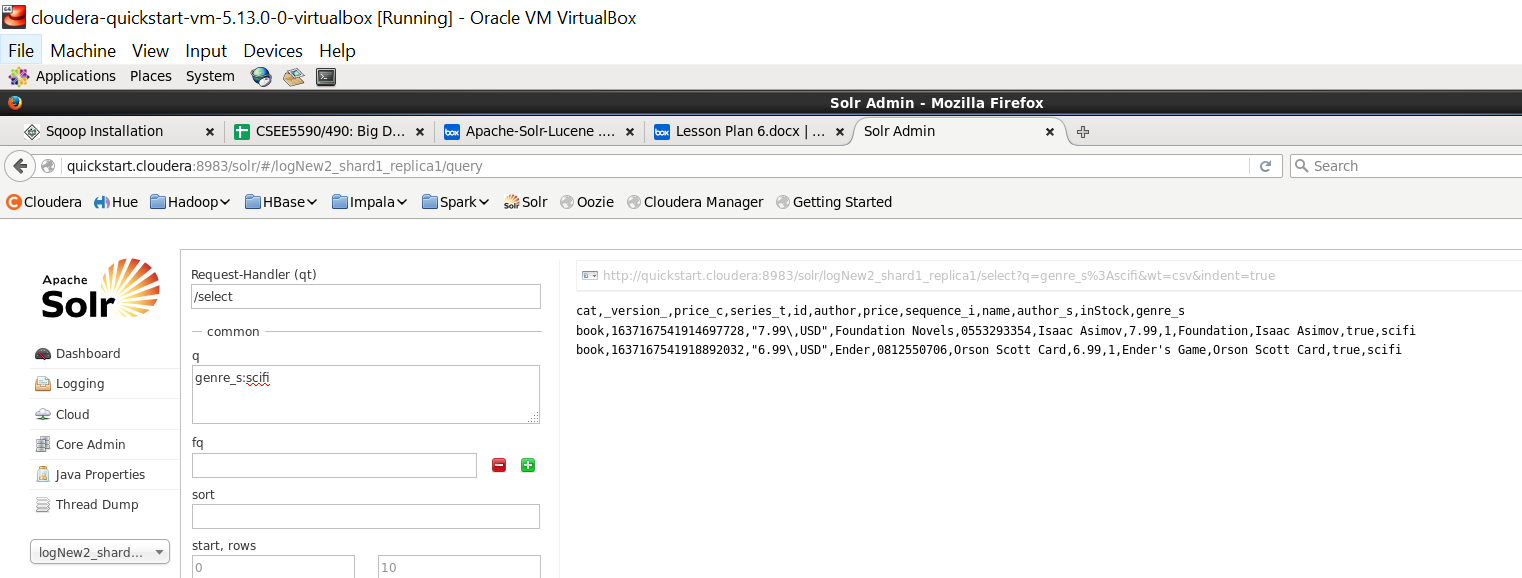 cloudera-quickstart-vm-5.13.0-0-virtualbox [Running] - Oracle VM VirtualBox
File Machine View Input Devices Help
Applications Places System
Solr Admin - Mozilla Firefox
Sqoop Installation × CSEE5590/490: Big D... × Apache-Solr-Lucene .... × Lesson Plan 6.docx | ... × Solr Admin ×
quickstart.cloudera:8983/solr/#/logNew2_shard1_replica1/query Search
Cloudera Hue Hadoop HBase Impala Spark Solr Oozie Cloudera Manager Getting Started
Apache
Solr
Dashboard
Logging
Cloud
Core Admin
Java Properties
Thread Dump
logNew2_shard...
Request-Handler (qt)
/select
common
q
genre_s:scifi
fq
sort
start, rows
0 10
http://quickstart.cloudera:8983/solr/logNew2_shard1_replica1/select?q=genre_s%3Ascifi&wt=csv&indent=true
cat,_version_,price_c,series_t,id,author,price,sequence_i,name,author_s,inStock,genre_s
book,1637167541914697728,"7.99\,USD",Foundation Novels,0553293354,Isaac Asimov,7.99,1,Foundation,Isaac Asimov,true,scifi
book,1637167541918892032,"6.99\,USD",Ender,0812550706,Orson Scott Card,6.99,1,Ender's Game,Orson Scott Card,true,scifi